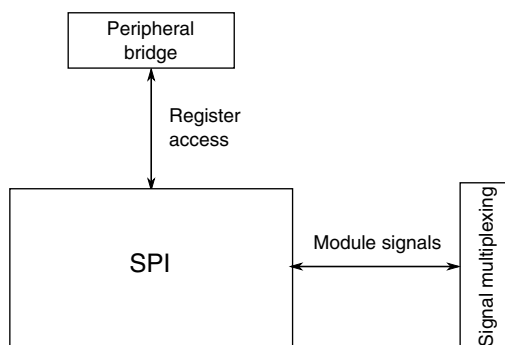 Peripheral
bridge
Register
access
SPI
Module signals
Signal multiplexing